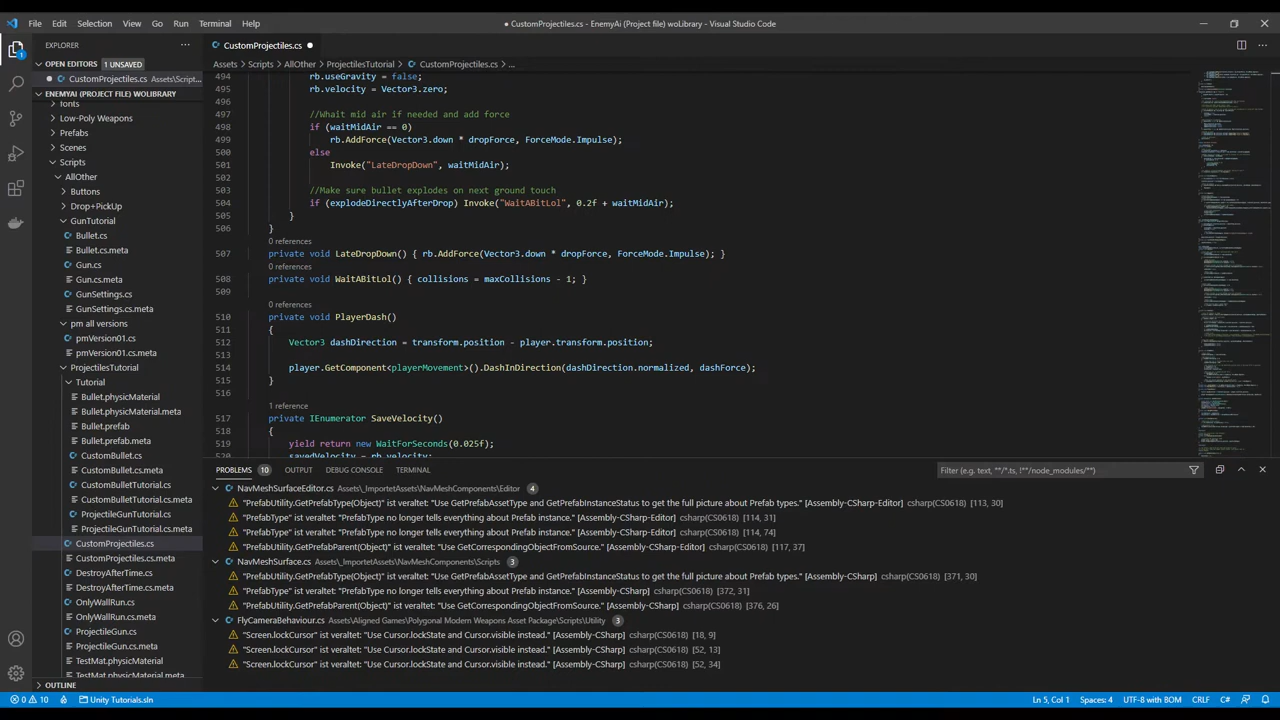 File Edit Selection View Go Run Terminal Help
● CustomProjectiles.cs - EnemyAi (Project file) woLibrary - Visual Studio Code
EXPLORER
OPEN EDITORS 1 UNSAVED
CustomProjectiles.cs Assets\Script...
ENEMYAI (PROJECT FILE) WOLIBRARY
fonts
LowPoly Weapons
Prefabs
Scenes
Scripts
AllOther
Buttons
Drop+PickUp
GunTutorial
Bullet.cs
Bullet.cs.meta
Gun.cs
Gun.cs.meta
GunSettings.cs
GunSettings.cs.meta
pm all versions
pmVersion01.cs
pmVersion01.cs.meta
ProjectilesTutorial
Tutorial
Bullet.physicMaterial
Bullet.physicMaterial.meta
Bullet.prefab
Bullet.prefab.meta
CustomBullet.cs
CustomBullet.cs.meta
CustomBulletTutorial.cs
CustomBulletTutorial.cs.meta
ProjectileGunTutorial.cs
ProjectileGunTutorial.cs.meta
CustomProjectiles.cs
CustomProjectiles.cs.meta
DestroyAfterTime.cs
DestroyAfterTime.cs.meta
OnlyWallRun.cs
OnlyWallRun.cs.meta
ProjectileGun.cs
ProjectileGun.cs.meta
TestMat.physicMaterial
TestMat.physicMaterial.meta
OUTLINE
CustomProjectiles.cs ●
Assets > Scripts > AllOther > ProjectilesTutorial > CustomProjectiles.cs > ...
494 rb.useGravity = false;
495 rb.velocity = Vector3.zero;
496
497 //Whait mid air if needed and add force
498 if (waitMidAir == 0)
499 rb.AddForce(Vector3.down * dropForce, ForceMode.Impulse);
500 else
501 Invoke("LateDropDown", waitMidAir);
502
503 //Make sure bullet explodes on next ground touch
504 if (explodeDirectlyAfterDrop) Invoke("WaitABitLol", 0.2f + waitMidAir);
505 }
506 }
0 references
507 private void LateDropDown() { rb.AddForce(Vector3.down * dropForce, ForceMode.Impulse); }
0 references
508 private void WaitABitLol() { collisions = maxCollisions - 1; }
509
0 references
510 private void PlayerDash()
511 {
512 Vector3 dashDirection = transform.position - player.transform.position;
513
514 player.GetComponent<playerMovement>().DashInDirection(dashDirection.normalized, dashForce);
515 }
516
1 reference
517 private IEnumerator SaveVelocity()
518 {
519 yield return new WaitForSeconds(0.025f);
520 savedVelocity = rb.velocity;
PROBLEMS 10 OUTPUT DEBUG CONSOLE TERMINAL
Filter (e.g. text, **/*.ts, !**/node_modules/**)
NavMeshSurfaceEditor.cs Assets\_ImportetAssets\NavMeshComponents\Editor 4
"PrefabUtility.GetPrefabType(Object)" ist veraltet: "Use GetPrefabAssetType and GetPrefabInstanceStatus to get the full picture about Prefab types." [Assembly-CSharp-Editor] csharp(CS0618) [113, 30]
"PrefabType" ist veraltet: "PrefabType no longer tells everything about Prefab instance." [Assembly-CSharp-Editor] csharp(CS0618) [114, 31]
"PrefabType" ist veraltet: "PrefabType no longer tells everything about Prefab instance." [Assembly-CSharp-Editor] csharp(CS0618) [114, 74]
"PrefabUtility.GetPrefabParent(Object)" ist veraltet: "Use GetCorrespondingObjectFromSource." [Assembly-CSharp-Editor] csharp(CS0618) [117, 37]
NavMeshSurface.cs Assets\_ImportetAssets\NavMeshComponents\Scripts 3
"PrefabUtility.GetPrefabType(Object)" ist veraltet: "Use GetPrefabAssetType and GetPrefabInstanceStatus to get the full picture about Prefab types." [Assembly-CSharp] csharp(CS0618) [371, 30]
"PrefabType" ist veraltet: "PrefabType no longer tells everything about Prefab instance." [Assembly-CSharp] csharp(CS0618) [372, 31]
"PrefabUtility.GetPrefabParent(Object)" ist veraltet: "Use GetCorrespondingObjectFromSource." [Assembly-CSharp] csharp(CS0618) [376, 26]
FlyCameraBehaviour.cs Assets\Aligned Games\Polygonal Modern Weapons Asset Package\Scripts\Utility 3
"Screen.lockCursor" ist veraltet: "Use Cursor.lockState and Cursor.visible instead." [Assembly-CSharp] csharp(CS0618) [18, 9]
"Screen.lockCursor" ist veraltet: "Use Cursor.lockState and Cursor.visible instead." [Assembly-CSharp] csharp(CS0618) [52, 13]
"Screen.lockCursor" ist veraltet: "Use Cursor.lockState and Cursor.visible instead." [Assembly-CSharp] csharp(CS0618) [52, 34]
0 10 Unity Tutorials.sln Ln 5, Col 1 Spaces: 4 UTF-8 with BOM CRLF C#